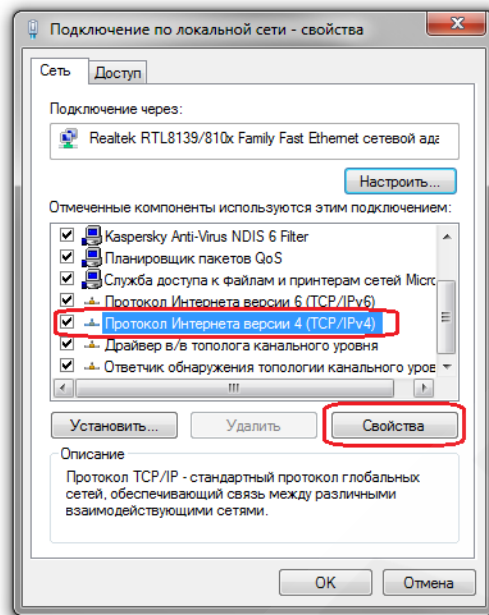 Подключение по локальной сети - свойства
Сеть
Доступ
Подключение через:
Realtek RTL8139/810x Family Fast Ethernet сетевой ада
Настроить...
Отмеченные компоненты используются этим подключением:
Kaspersky Anti-Virus NDIS 6 Filter
Планировщик пакетов QoS
Служба доступа к файлам и принтерам сетей Micro
Протокол Интернета версии 6 (TCP/IPv6)
Протокол Интернета версии 4 (TCP/IPv4)
Драйвер в/в тополога канального уровня
Ответчик обнаружения топологии канального уров
Установить...
Удалить
Свойства
Описание
Протокол TCP/IP - стандартный протокол глобальных
сетей, обеспечивающий связь между различными
взаимодействующими сетями.
OK
Отмена